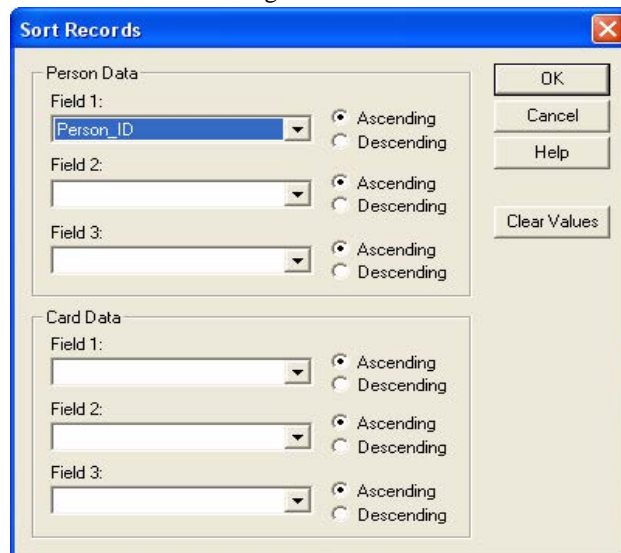 Sort Records
Person Data
Field 1:
Person_ID
Ascending
Descending
Field 2:
Ascending
Descending
Field 3:
Ascending
Descending
Card Data
Field 1:
Ascending
Descending
Field 2:
Ascending
Descending
Field 3:
Ascending
Descending
OK
Cancel
Help
Clear Values